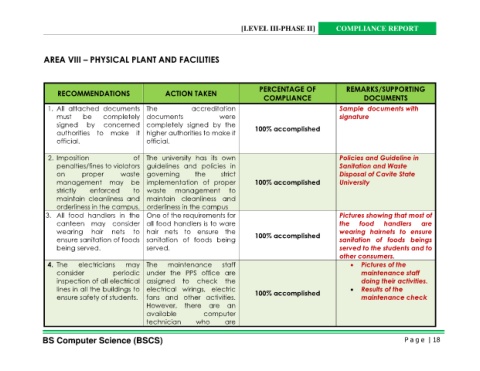 [LEVEL III-PHASE II] COMPLIANCE REPORT
AREA VIII – PHYSICAL PLANT AND FACILITIES
RECOMMENDATIONS
ACTION TAKEN
PERCENTAGE OF
COMPLIANCE
REMARKS/SUPPORTING
DOCUMENTS
1. All attached documents
must be completely
signed by concerned
authorities to make it
official.
The accreditation
documents were
completely signed by the
higher authorities to make it
official.
100% accomplished
Sample documents with
signature
2. Imposition of
penalties/fines to violators
on proper waste
management may be
strictly enforced to
maintain cleanliness and
orderliness in the campus.
The university has its own
guidelines and policies in
governing the strict
implementation of proper
waste management to
maintain cleanliness and
orderliness in the campus
100% accomplished
Policies and Guideline in
Sanitation and Waste
Disposal of Cavite State
University
3. All food handlers in the
canteen may consider
wearing hair nets to
ensure sanitation of foods
being served.
One of the requirements for
all food handlers is to ware
hair nets to ensure the
sanitation of foods being
served.
100% accomplished
Pictures showing that most of
the food handlers are
wearing hairnets to ensure
sanitation of foods beings
served to the students and to
other consumers.
4. The electricians may
consider periodic
inspection of all electrical
lines in all the buildings to
ensure safety of students.
The maintenance staff
under the PPS office are
assigned to check the
electrical wirings, electric
fans and other activities.
However, there are an
available computer
technician who are
100% accomplished
• Pictures of the
maintenance staff
doing their activities.
• Results of the
maintenance check
BS Computer Science (BSCS) Page | 18